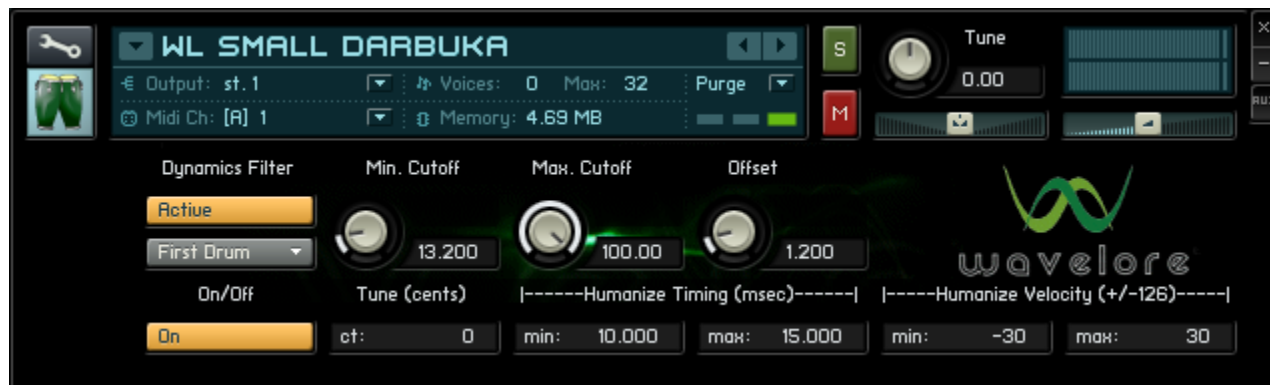 WL SMALL DARBUKA
S
Tune
0.00
Output: st.1 Voices: 0 Max: 32 Purge
Midi Ch: [A] 1 Memory: 4.69 MB
M
AUX
Dynamics Filter Min. Cutoff Max. Cutoff Offset
Active
13.200 100.00 1.200
First Drum
wavelore
On/Off Tune (cents) |------Humanize Timing (msec)------| |-----Humanize Velocity (+/-126)-----|
On ct: 0 min: 10.000 max: 15.000 min: -30 max: 30